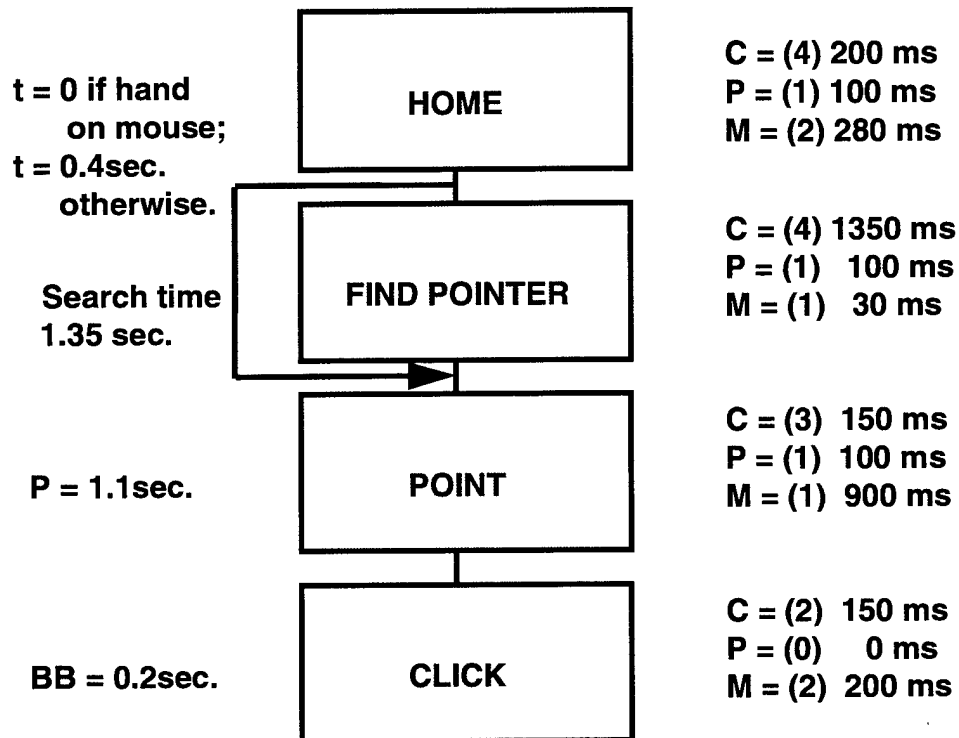 t = 0 if hand
on mouse;
t = 0.4sec.
otherwise.
HOME
C = (4) 200 ms
P = (1) 100 ms
M = (2) 280 ms
Search time
1.35 sec.
FIND POINTER
C = (4) 1350 ms
P = (1) 100 ms
M = (1) 30 ms
P = 1.1sec.
POINT
C = (3) 150 ms
P = (1) 100 ms
M = (1) 900 ms
BB = 0.2sec.
CLICK
C = (2) 150 ms
P = (0) 0 ms
M = (2) 200 ms